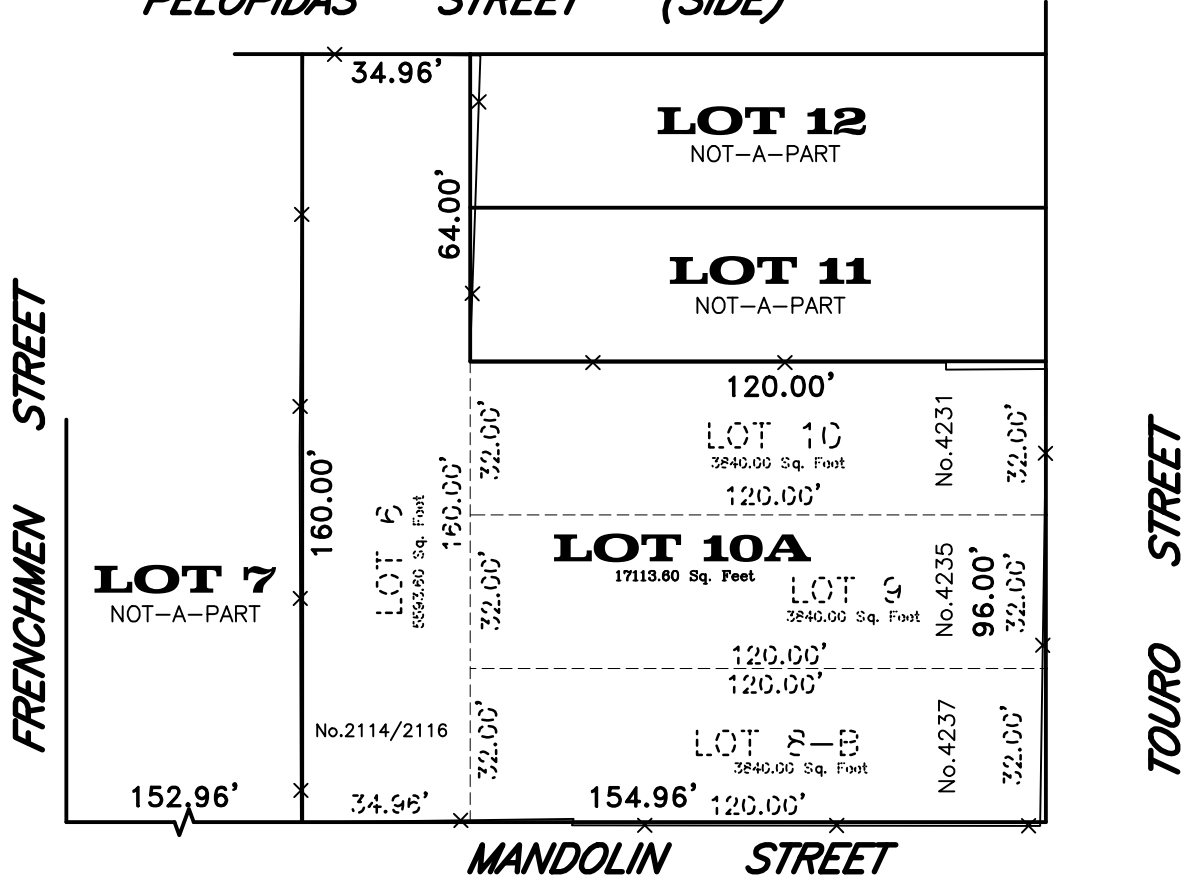 PELOPIDAS STREET (SIDE)
34.96'
LOT 12
NOT-A-PART
64.00'
LOT 11
NOT-A-PART
120.00'
32.00'
LOT 10
3840.00 Sq. Feet
No.4231
32.00'
120.00'
160.00'
LOT 6
5593.60 Sq. Feet
160.00'
LOT 10A
17113.60 Sq. Feet
32.00'
LOT 9
3840.00 Sq. Feet
No.4235
96.00'
32.00'
LOT 7
NOT-A-PART
120.00'
120.00'
No.2114/2116
32.00'
LOT 8-B
3840.00 Sq. Feet
No.4237
32.00'
152.96'
34.96'
154.96'
120.00'
MANDOLIN STREET
FRENCHMEN STREET
TOURO STREET